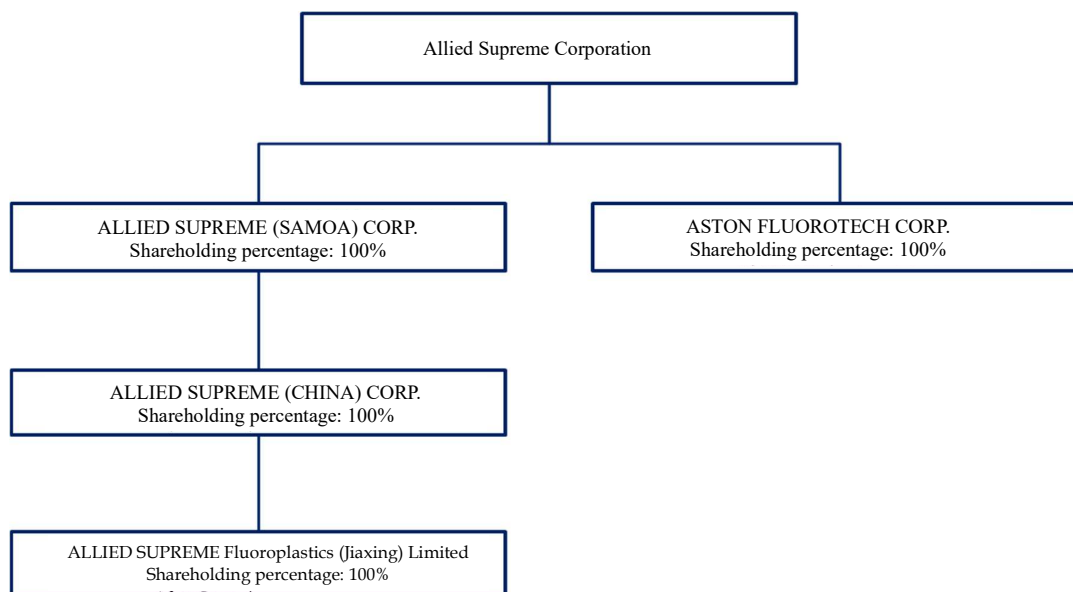 Allied Supreme Corporation
ALLIED SUPREME (SAMOA) CORP.
Shareholding percentage: 100%
ASTON FLUOROTECH CORP.
Shareholding percentage: 100%
ALLIED SUPREME (CHINA) CORP.
Shareholding percentage: 100%
ALLIED SUPREME Fluoroplastics (Jiaxing) Limited
Shareholding percentage: 100%